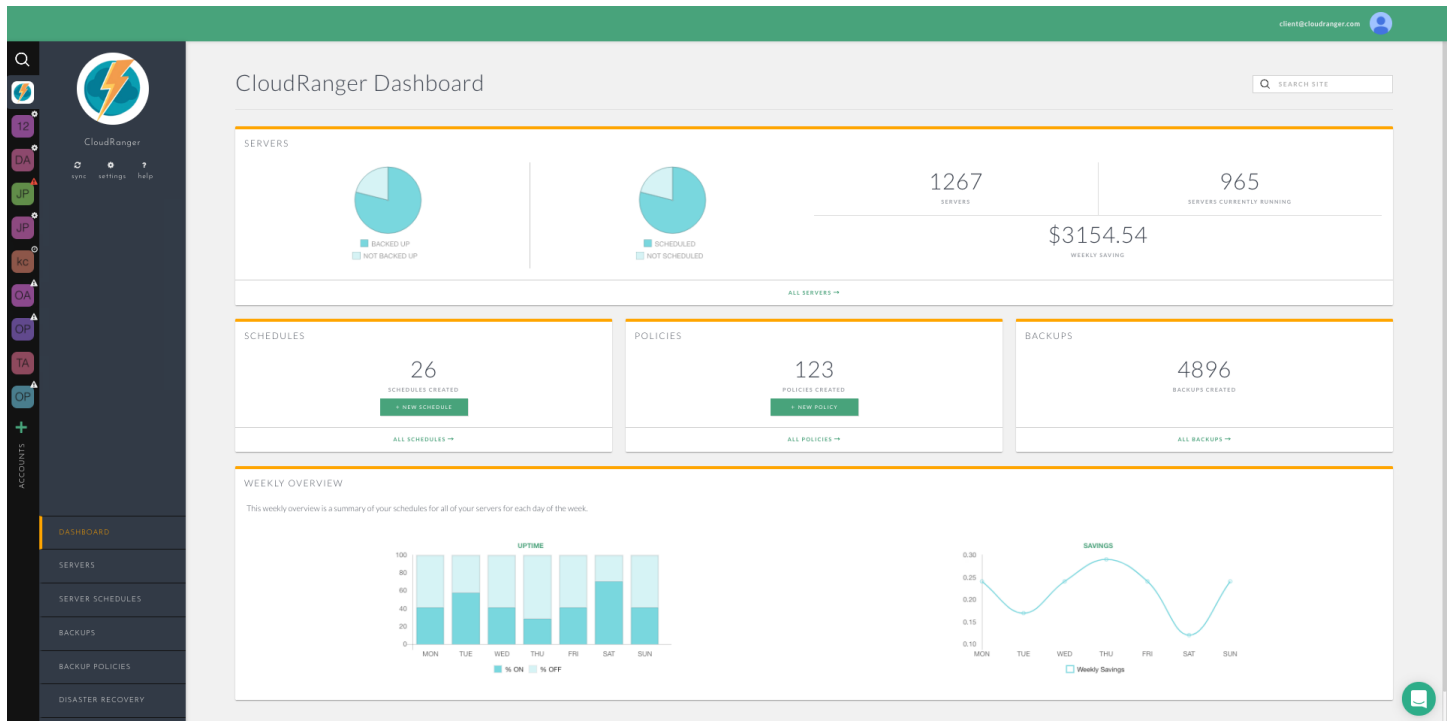 client@cloudranger.com
12
DA
JP
JP
kc
OA
OP
TA
OP
ACCOUNTS
CloudRanger
sync settings help
DASHBOARD
SERVERS
SERVER SCHEDULES
BACKUPS
BACKUP POLICIES
DISASTER RECOVERY
CloudRanger Dashboard
SEARCH SITE
SERVERS
BACKED UP
NOT BACKED UP
SCHEDULED
NOT SCHEDULED
1267
SERVERS
965
SERVERS CURRENTLY RUNNING
$3154.54
WEEKLY SAVING
ALL SERVERS →
SCHEDULES
26
SCHEDULES CREATED
+ NEW SCHEDULE
ALL SCHEDULES →
POLICIES
123
POLICIES CREATED
+ NEW POLICY
ALL POLICIES →
BACKUPS
4896
BACKUPS CREATED
ALL BACKUPS →
WEEKLY OVERVIEW
This weekly overview is a summary of your schedules for all of your servers for each day of the week.
UPTIME
100
80
60
40
20
0
MON TUE WED THU FRI SAT SUN
% ON % OFF
SAVINGS
0.30
0.25
0.20
0.15
0.10
MON TUE WED THU FRI SAT SUN
Weekly Savings